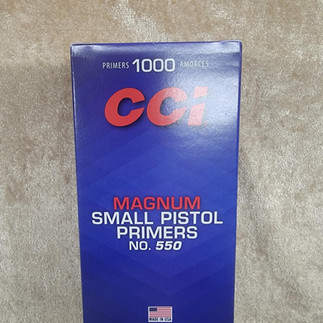 PRIMERS 1000 AMORCES
CCI
MAGNUM
SMALL PISTOL
PRIMERS
NO. 550
MADE IN USA